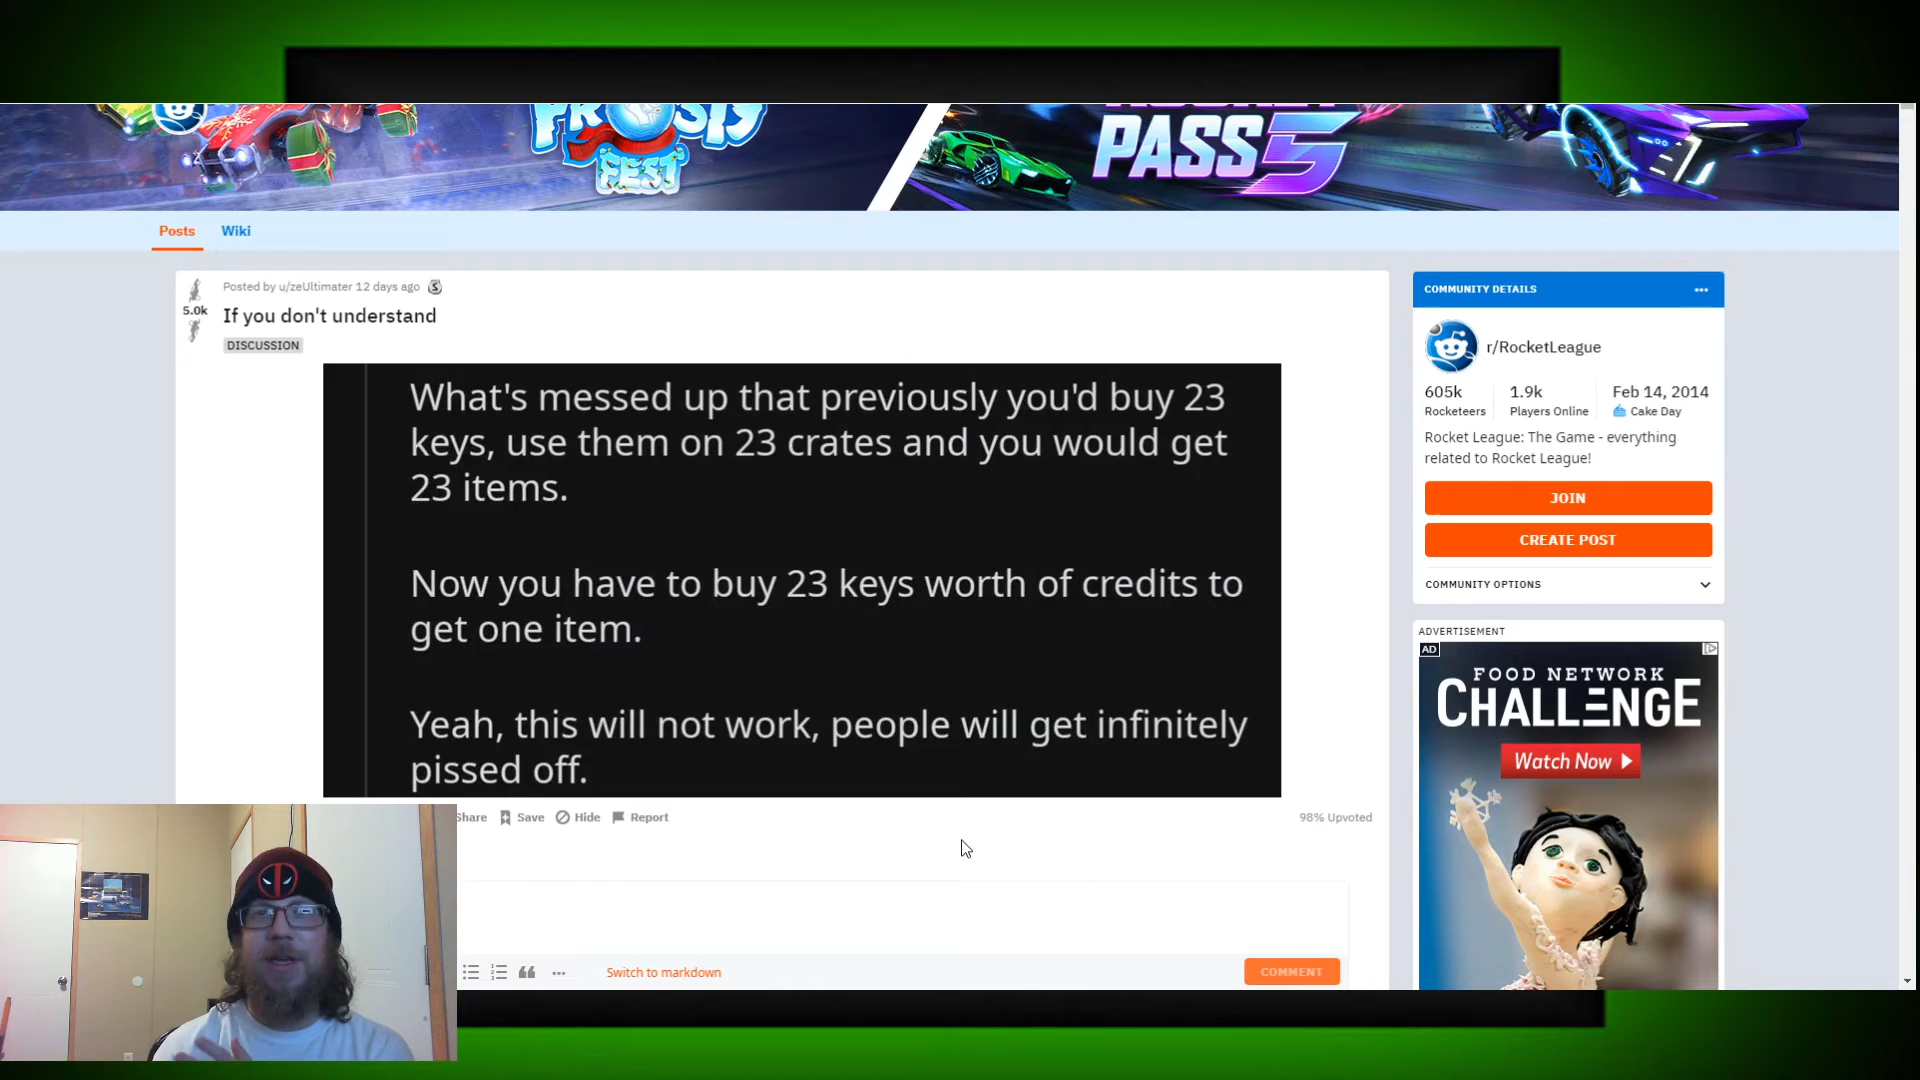 FROSTY
FEST
ROCKET
PASS 5
Posts Wiki
Posted by u/zeUltimater 12 days ago
5.0k
If you don't understand
DISCUSSION
What's messed up that previously you'd buy 23
keys, use them on 23 crates and you would get
23 items.
Now you have to buy 23 keys worth of credits to
get one item.
Yeah, this will not work, people will get infinitely
pissed off.
Share Save Hide Report 98% Upvoted
Switch to markdown
COMMENT
COMMUNITY DETAILS
r/RocketLeague
605k 1.9k Feb 14, 2014
Rocketeers Players Online Cake Day
Rocket League: The Game - everything
related to Rocket League!
JOIN
CREATE POST
COMMUNITY OPTIONS
ADVERTISEMENT
AD
FOOD NETWORK
CHALLENGE
Watch Now